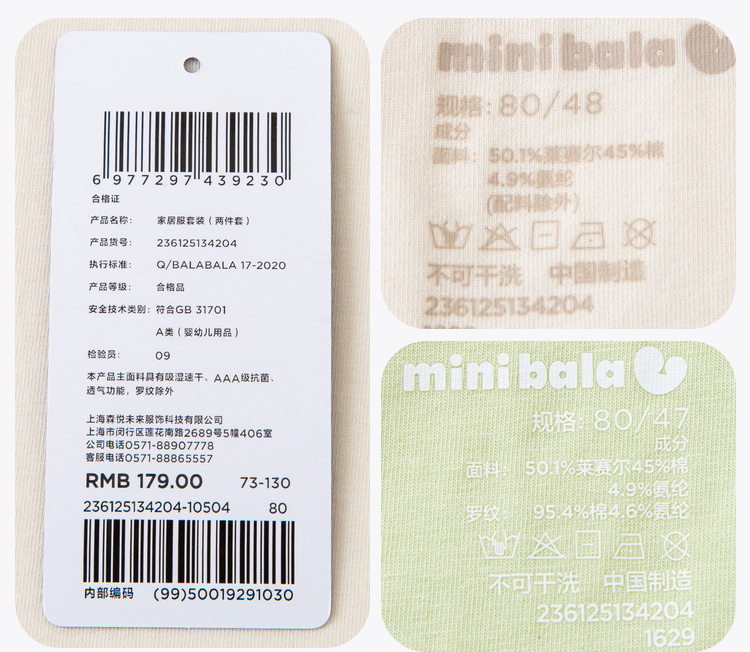 6 977297 439230
合格证
产品名称： 家居服套装（两件套）
产品货号： 236125134204
执行标准： Q/BALABALA 17-2020
产品等级： 合格品
安全技术类别：符合GB 31701
A类（婴幼儿用品）
检验员： 09
本产品主面料具有吸湿速干、AAA级抗菌、
透气功能，罗纹除外
上海森悦未来服饰科技有限公司
上海市闵行区莲花南路2689号5幢406室
公司电话0571-88907778
客服电话0571-88865557
RMB 179.00 73-130
236125134204-10504 80
内部编码 (99)50019291030
mini bala
规格：80/48
成分
面料：50.1%莱赛尔45%棉
4.9%氨纶
(配料除外)
不可干洗 中国制造
236125134204
mini bala
规格 80/47
成分
面料： 50.1%莱赛尔45%棉
4.9%氨纶
罗纹： 95.4%棉4.6%氨纶
不可干洗 中国制造
236125134204
1629